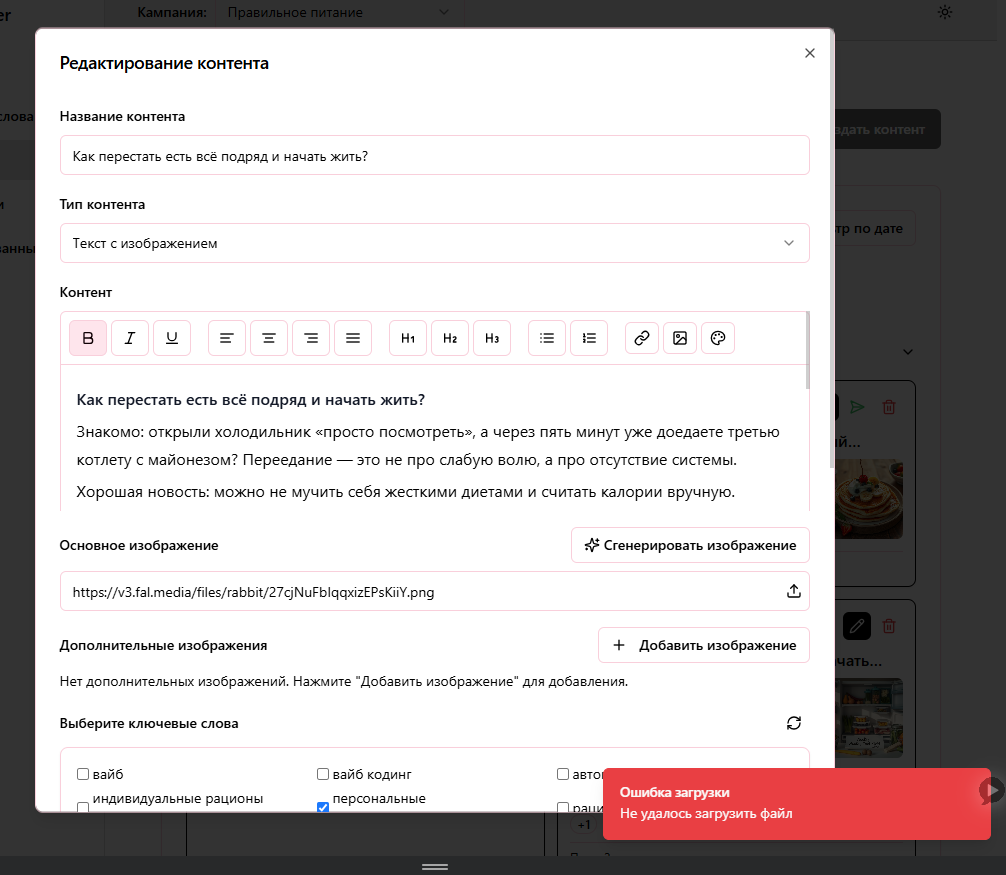 er
Кампания:
Правильное питание
Редактирование контента
слова
Название контента
дать контент
Как перестать есть всё подряд и начать жить?
Тип контента
и
тр по дате
Текст с изображением
Контент
B I U H1 H2 H3
Как перестать есть всё подряд и начать жить?
Знакомо: открыли холодильник «просто посмотреть», а через пять минут уже доедаете третью
котлету с майонезом? Переедание — это не про слабую волю, а про отсутствие системы.
Хорошая новость: можно не мучить себя жесткими диетами и считать калории вручную.
й...
Основное изображение
Сгенерировать изображение
https://v3.fal.media/files/rabbit/27cjNuFbIqqxizEPsKiiY.png
Дополнительные изображения
Добавить изображение
чать...
Нет дополнительных изображений. Нажмите "Добавить изображение" для добавления.
Выберите ключевые слова
вайб
вайб кодинг
авто
индивидуальные рационы
персональные
раци
Ошибка загрузки
Не удалось загрузить файл
+1